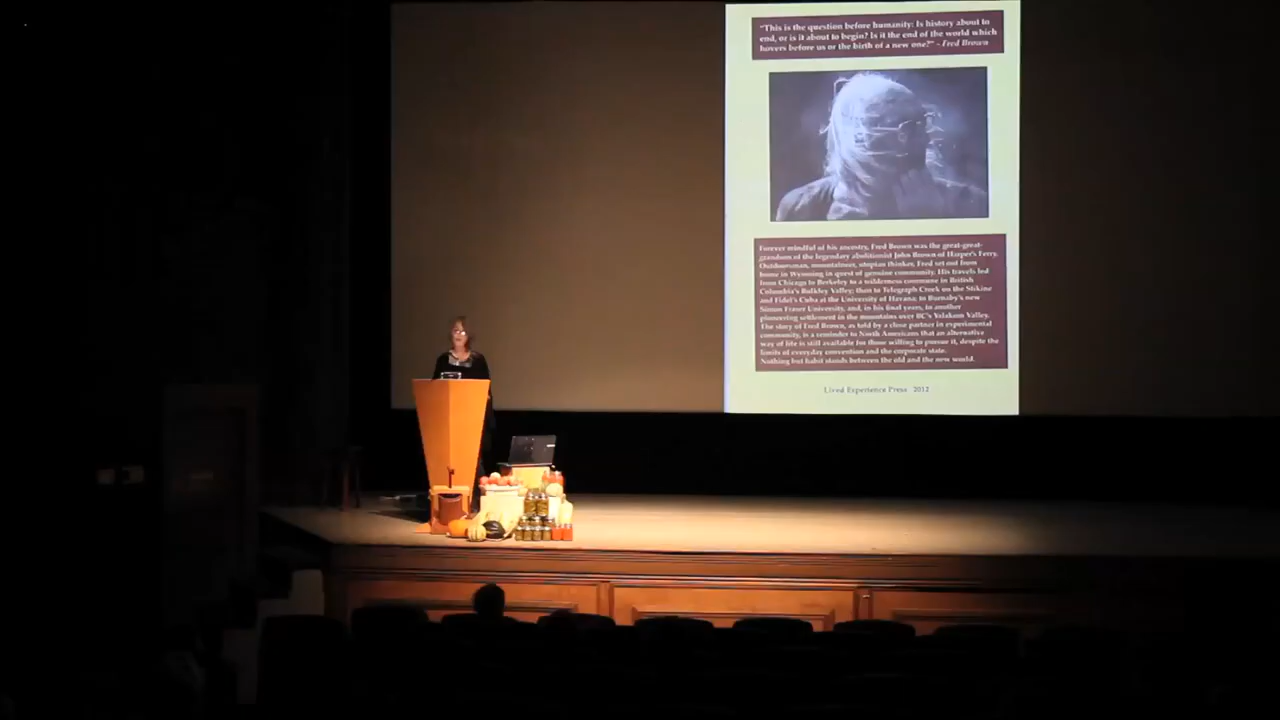 "This is the question before humanity: Is history about to
end, or is it about to begin? Is it the end of the world which
hovers before us or the birth of a new one?" - Fred Brown
Forever mindful of his ancestry, Fred Brown was the great-great-
grandson of the legendary abolitionist John Brown of Harper's Ferry.
Outdoorsman, mountaineer, utopian thinker, Fred set out from
home in Wyoming in quest of genuine community. His travels led
from Chicago to Berkeley to a wilderness commune in British
Columbia's Bulkley Valley; then to Telegraph Creek on the Stikine
and Fidel's Cuba at the University of Havana; to Burnaby's new
Simon Fraser University, and, in his final years, to another
pioneering settlement in the mountains over BC's Yalakom Valley.
The story of Fred Brown, as told by a close partner in experimental
community, is a reminder to North Americans that an alternative
way of life is still available for those willing to pursue it, despite the
limits of everyday convention and the corporate state.
Nothing but habit stands between the old and the new world.
Lived Experience Press 2012